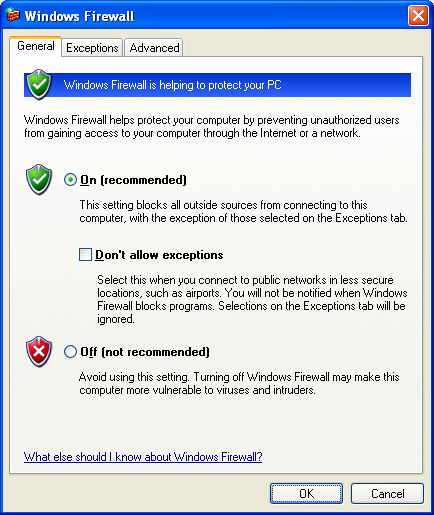 Windows Firewall
General Exceptions Advanced
Windows Firewall is helping to protect your PC
Windows Firewall helps protect your computer by preventing unauthorized users
from gaining access to your computer through the Internet or a network.
On (recommended)
This setting blocks all outside sources from connecting to this
computer, with the exception of those selected on the Exceptions tab.
Don't allow exceptions
Select this when you connect to public networks in less secure
locations, such as airports. You will not be notified when Windows
Firewall blocks programs. Selections on the Exceptions tab will be
ignored.
Off (not recommended)
Avoid using this setting. Turning off Windows Firewall may make this
computer more vulnerable to viruses and intruders.
What else should I know about Windows Firewall?
OK Cancel